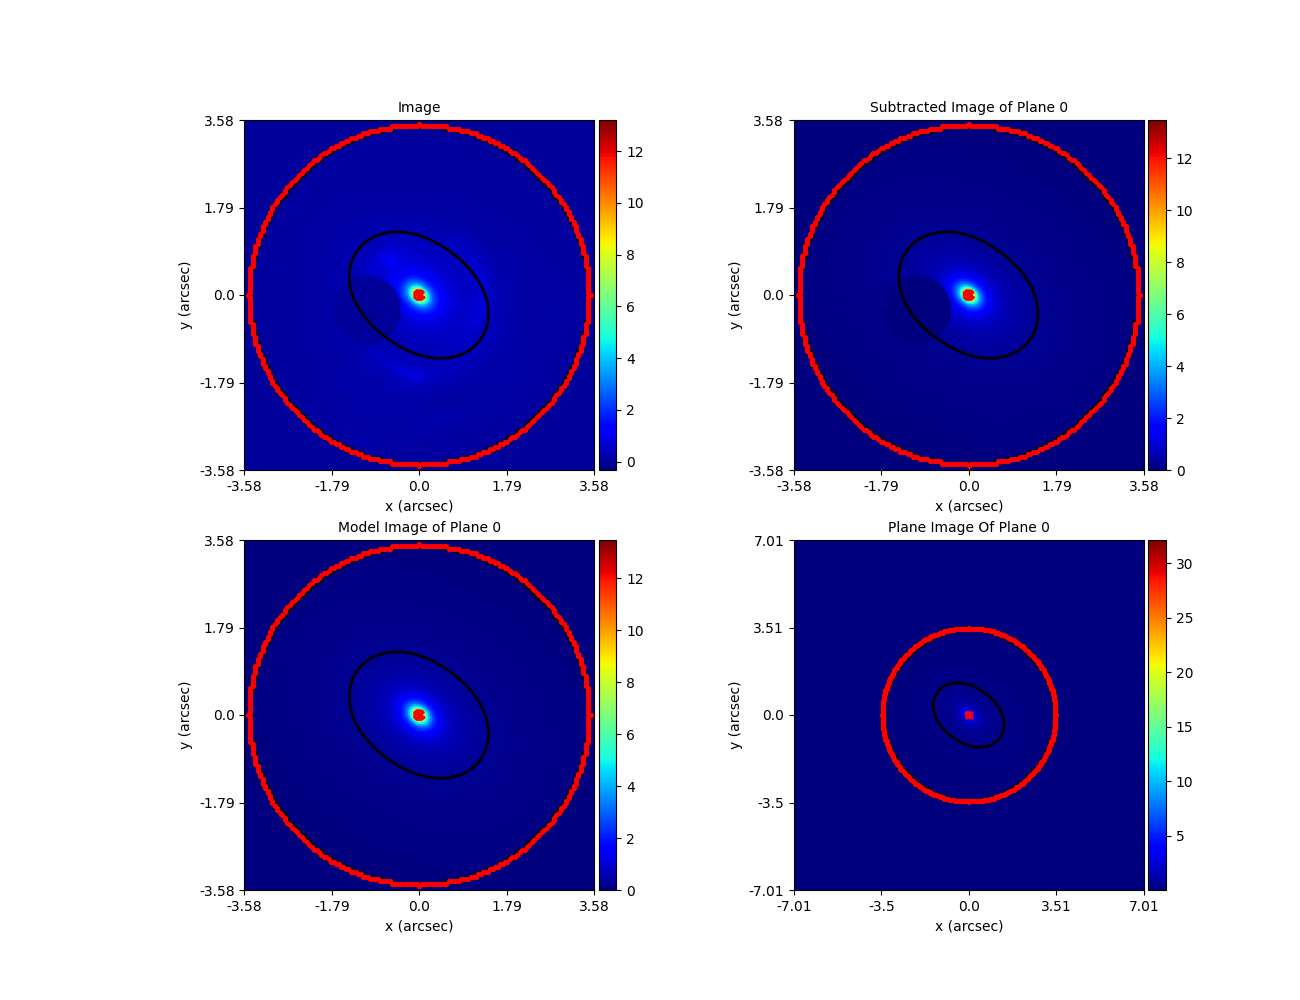 Image
3.58
1.79
0.0
-1.79
-3.58
y (arcsec)
-3.58 -1.79 0.0 1.79 3.58
x (arcsec)
12
10
8
6
4
2
0
Subtracted Image of Plane 0
3.58
1.79
0.0
-1.79
-3.58
y (arcsec)
-3.58 -1.79 0.0 1.79 3.58
x (arcsec)
12
10
8
6
4
2
0
Model Image of Plane 0
3.58
1.79
0.0
-1.79
-3.58
y (arcsec)
-3.58 -1.79 0.0 1.79 3.58
x (arcsec)
12
10
8
6
4
2
0
Plane Image Of Plane 0
7.01
3.51
0.0
-3.5
-7.01
y (arcsec)
-7.01 -3.5 0.0 3.51 7.01
x (arcsec)
30
25
20
15
10
5